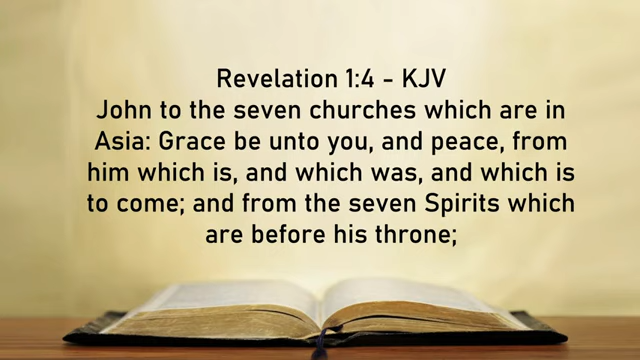 Revelation 1:4 - KJV
John to the seven churches which are in
Asia: Grace be unto you, and peace, from
him which is, and which was, and which is
to come; and from the seven Spirits which
are before his throne;